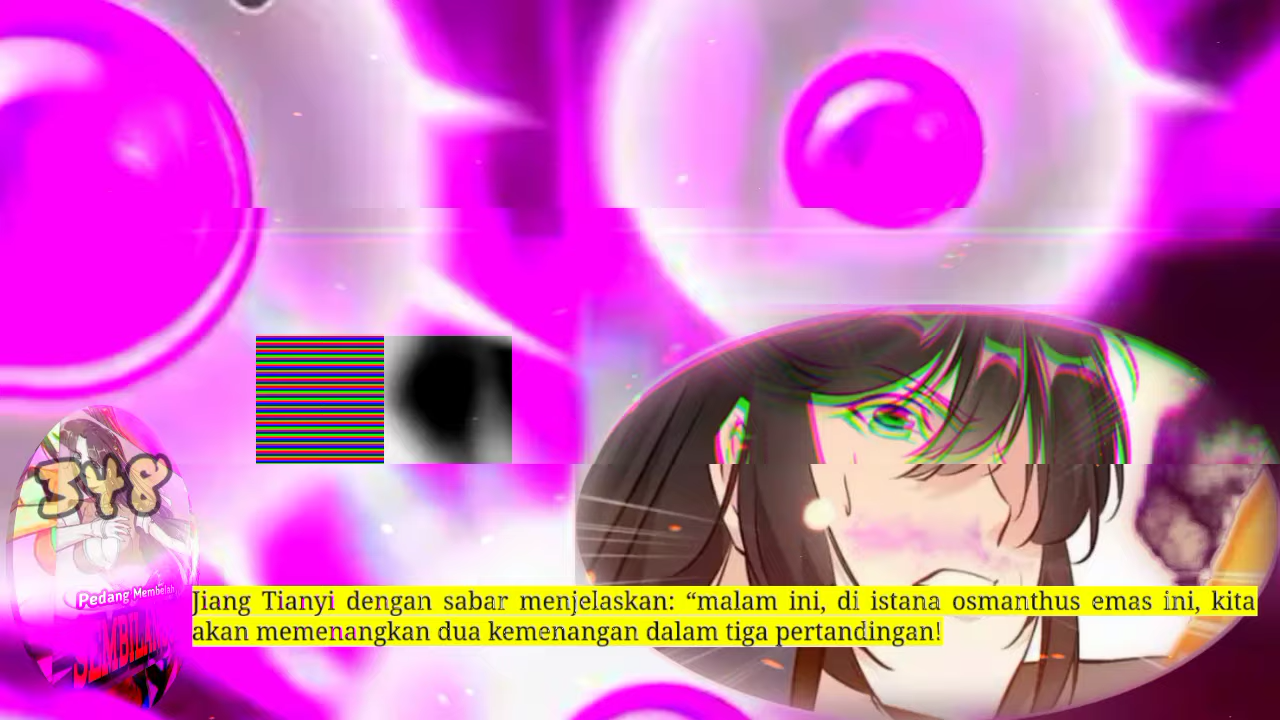 348
Pedang Membelah
SEMBILAN
Jiang Tianyi dengan sabar menjelaskan: “malam ini, di istana osmanthus emas ini, kita
akan memenangkan dua kemenangan dalam tiga pertandingan!